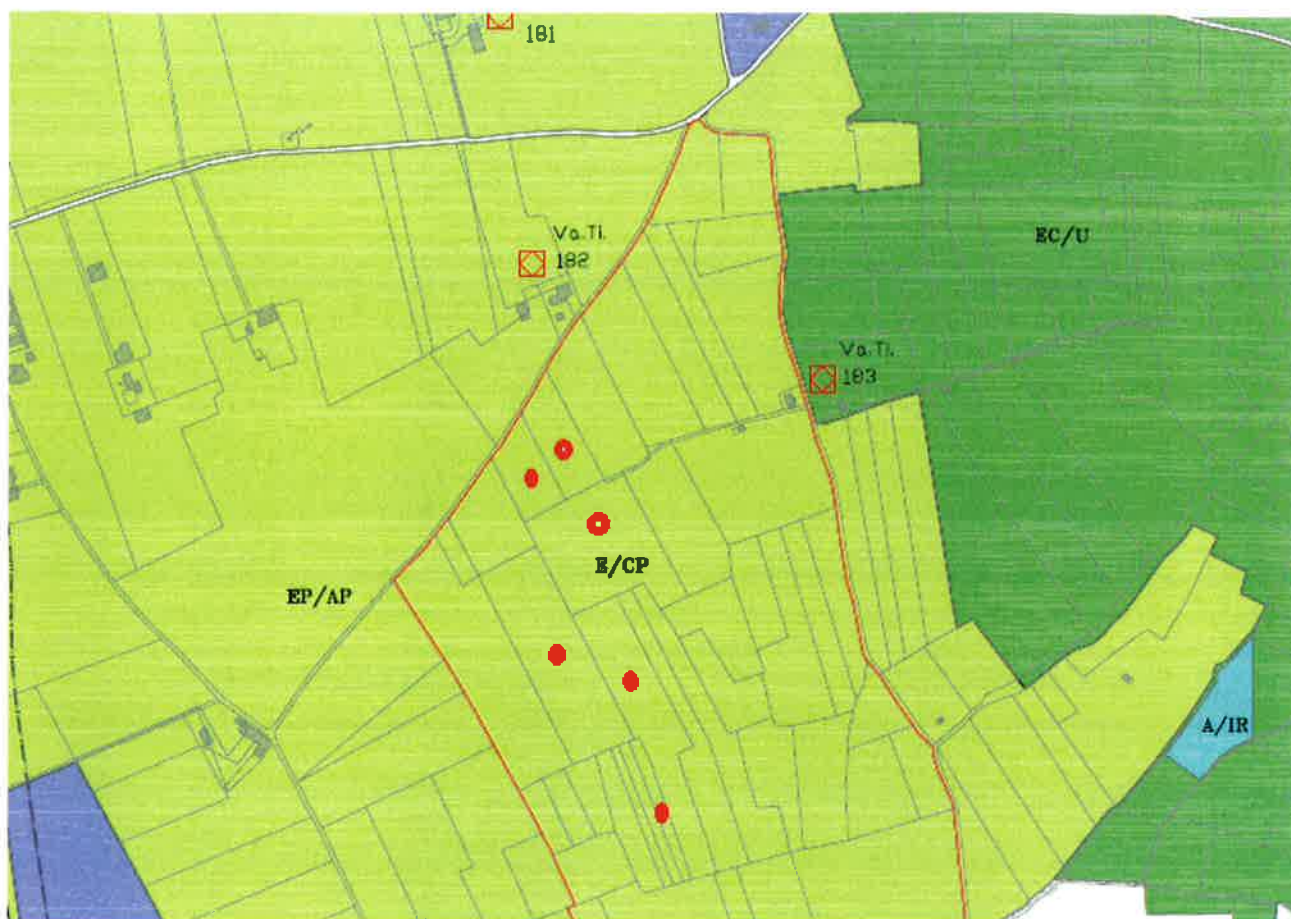 181
Va.Ti.
182
EC/U
Va.Ti.
183
E/CP
EP/AP
A/IR